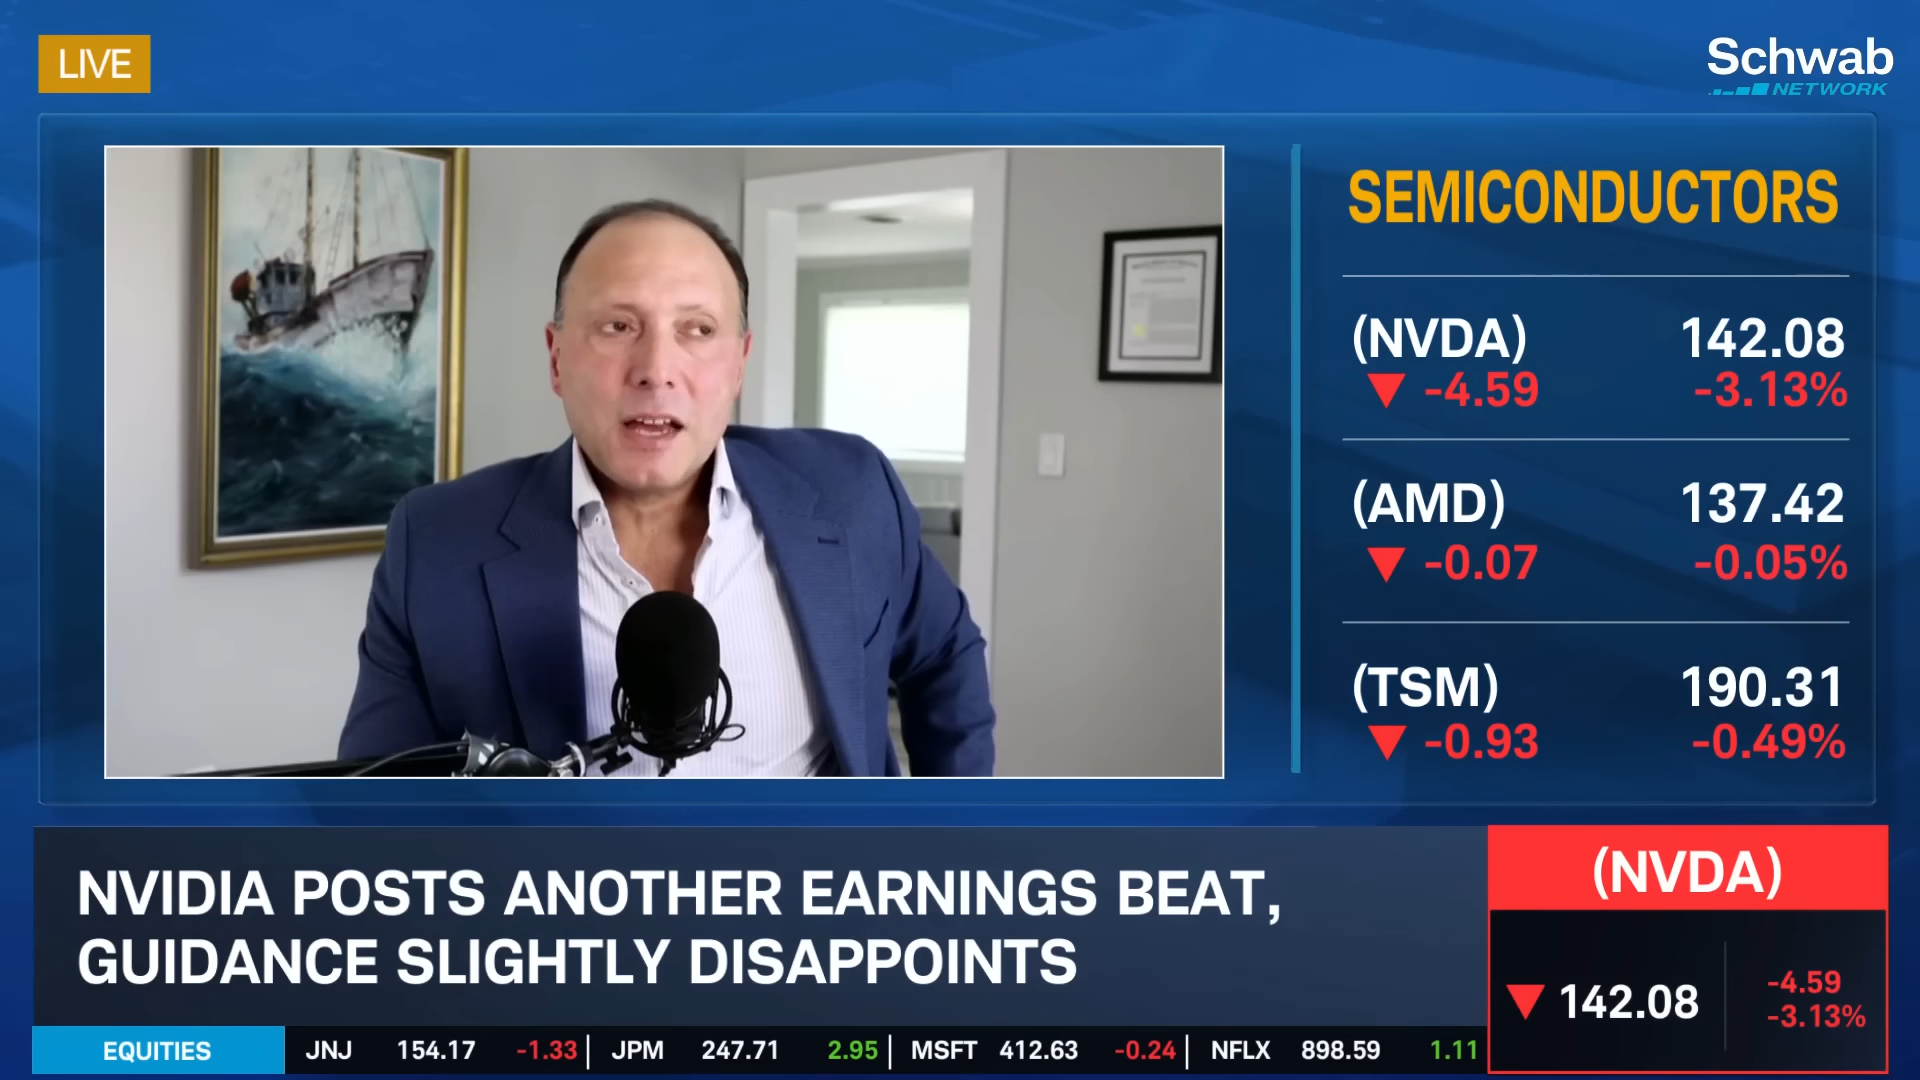 LIVE
Schwab
NETWORK
SEMICONDUCTORS
(NVDA) 142.08
▼ -4.59 -3.13%
(AMD) 137.42
▼ -0.07 -0.05%
(TSM) 190.31
▼ -0.93 -0.49%
NVIDIA POSTS ANOTHER EARNINGS BEAT,
GUIDANCE SLIGHTLY DISAPPOINTS
(NVDA)
▼ 142.08 -4.59
-3.13%
EQUITIES JNJ 154.17 -1.33 JPM 247.71 2.95 MSFT 412.63 -0.24 NFLX 898.59 1.11